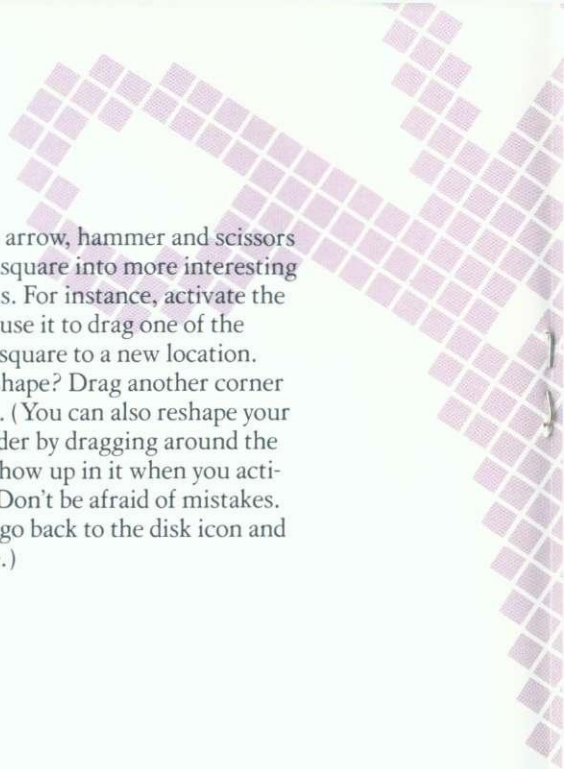 arrow, hammer and scissors
square into more interesting
s. For instance, activate the
use it to drag one of the
square to a new location.
hape? Drag another corner
. (You can also reshape your
der by dragging around the
how up in it when you acti-
Don't be afraid of mistakes.
go back to the disk icon and
.)